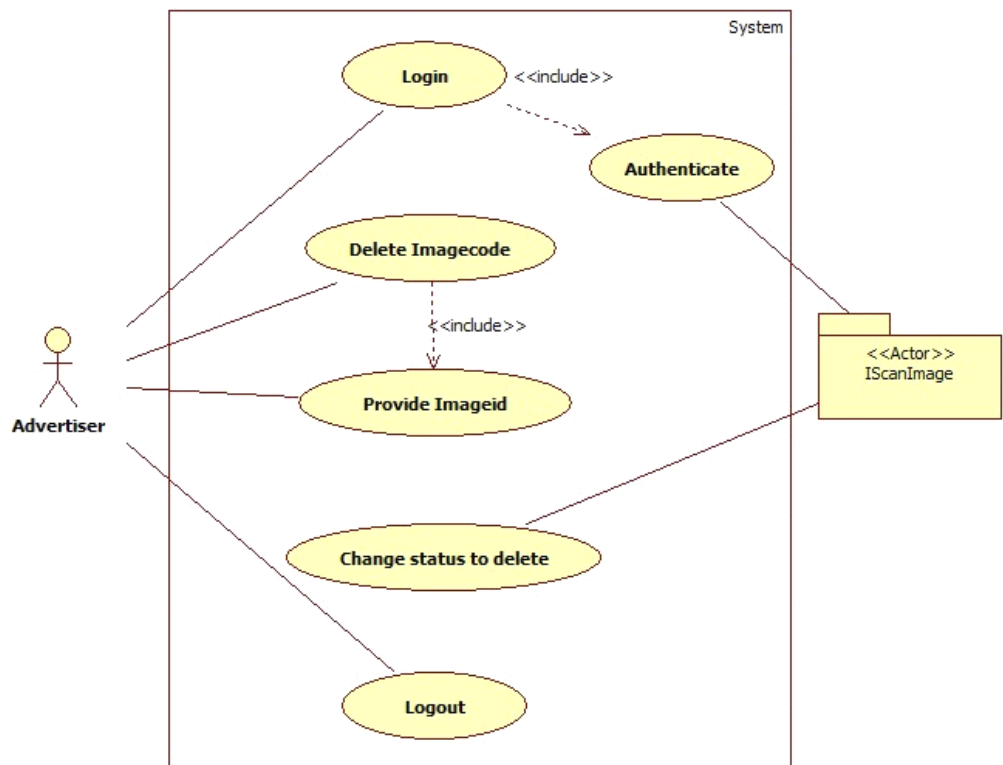 System
Login
<<include>>
Authenticate
Delete Imagecode
<<include>>
<<Actor>>
IScanImage
Provide Imageid
Advertiser
Change status to delete
Logout